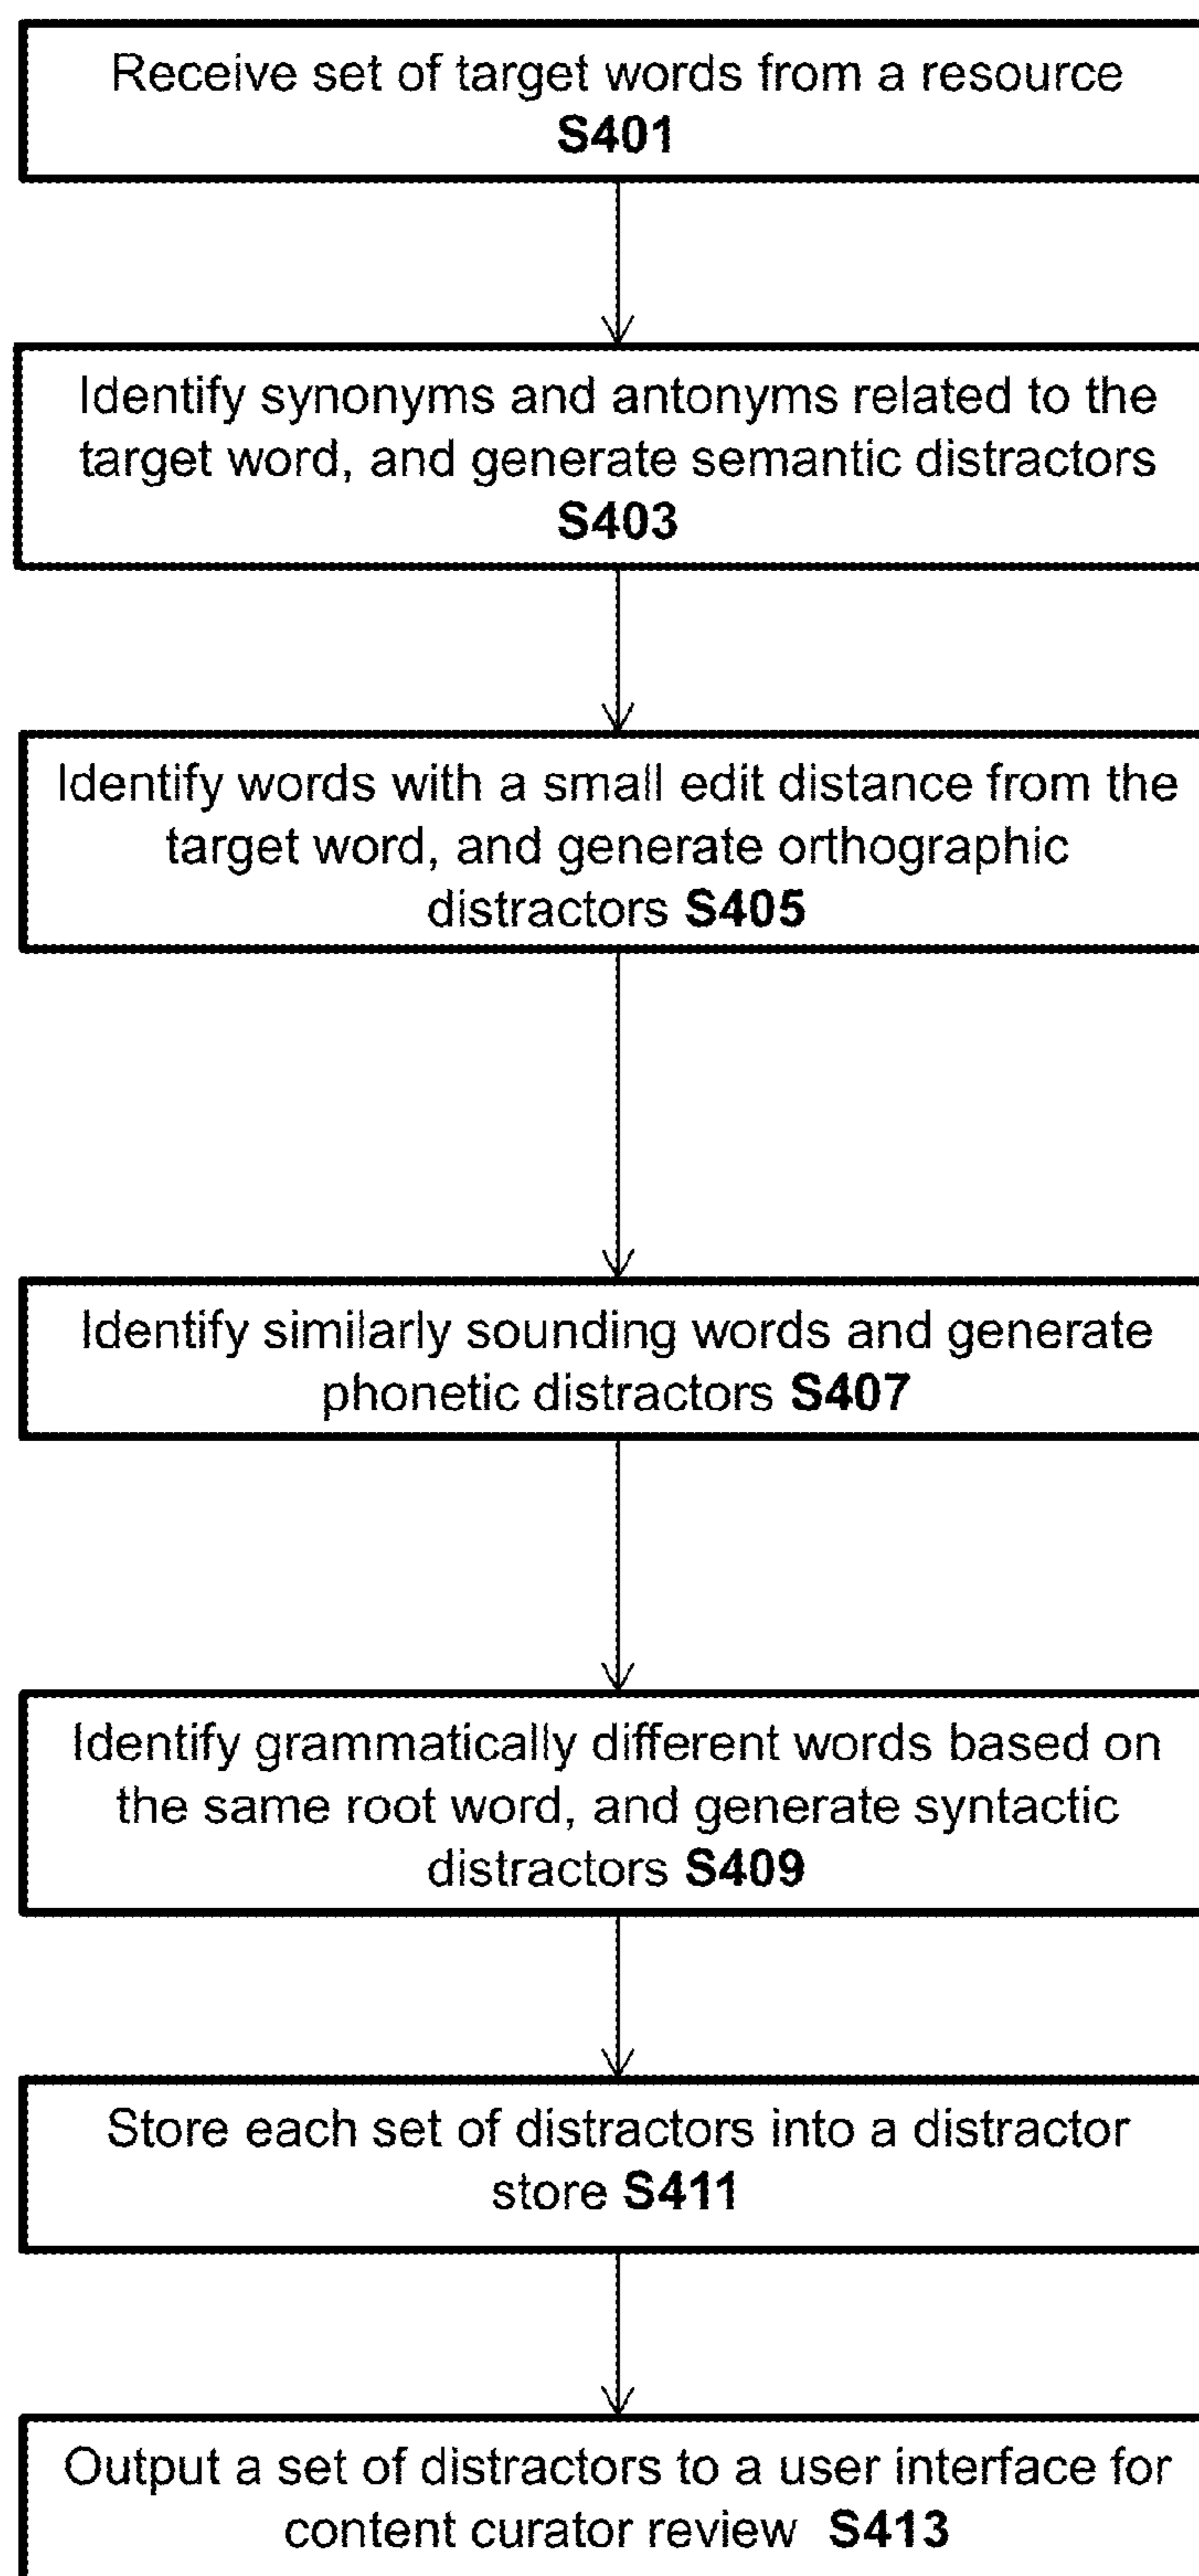 Receive set of target words from a resource
S401
Identify synonyms and antonyms related to the
target word, and generate semantic distractors
S403
Identify words with a small edit distance from the
target word, and generate orthographic
distractors S405
Identify similarly sounding words and generate
phonetic distractors S407
Identify grammatically different words based on
the same root word, and generate syntactic
distractors S409
Store each set of distractors into a distractor
store S411
Output a set of distractors to a user interface for
content curator review S413